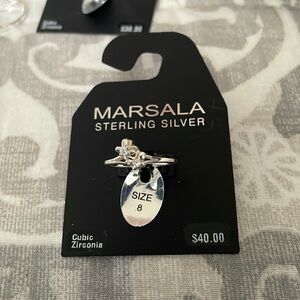 Cubic
Zirconia
$30.00
MARSALA
STERLING SILVER
SIZE
8
Cubic
Zirconia
$40.00